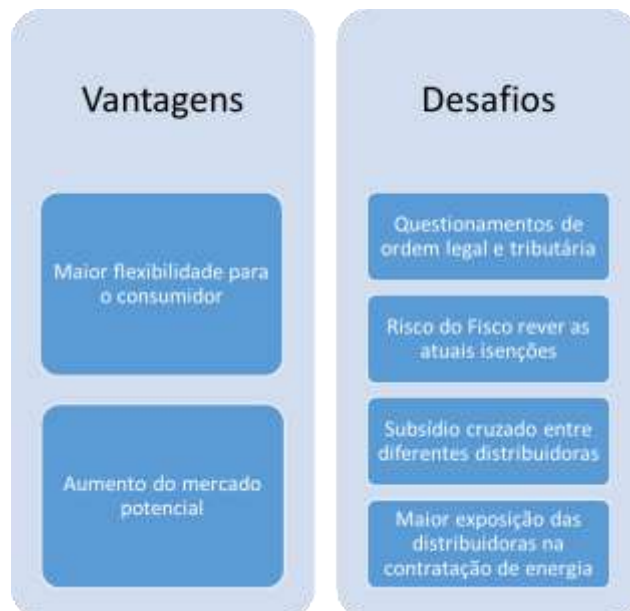 Vantagens
Maior flexibilidade para
o consumidor
Aumento do mercado
potencial
Desafios
Questionamentos de
ordem legal e tributária
Risco do Fisco rever as
atuais isenções
Subsídio cruzado entre
diferentes distribuidoras
Maior exposição das
distribuidoras na
contratação de energia